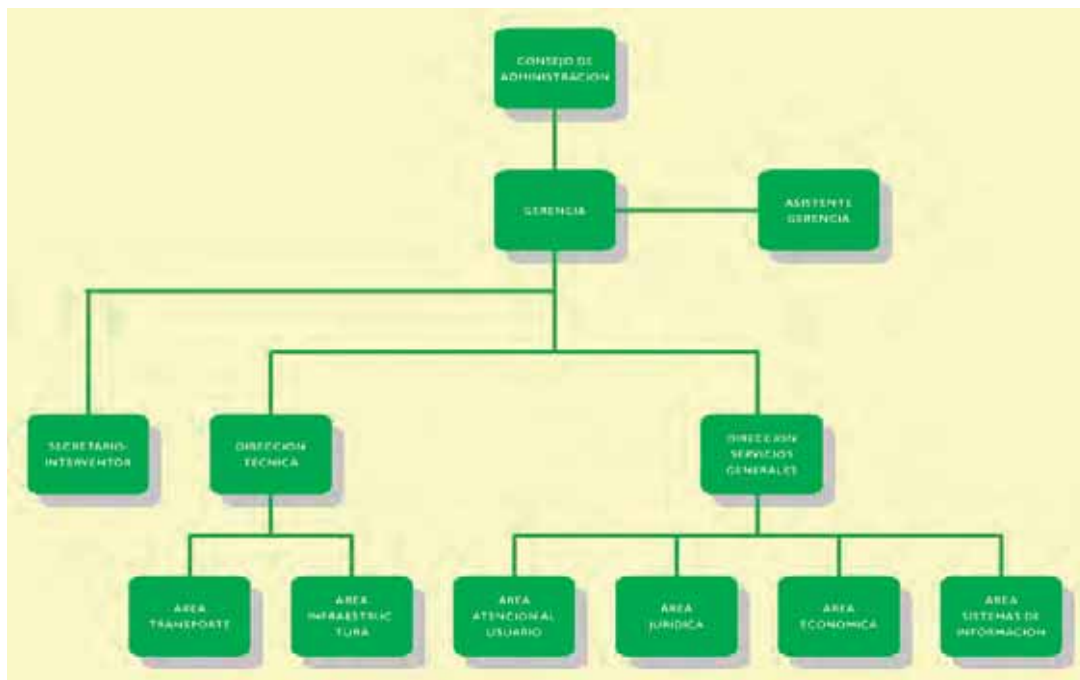 CONSEJO DE
ADMINISTRACION
GERENCIA
ASISTENTE
GERENCIA
SECRETARIO-
INTERVENTOR
DIRECCION
TECNICA
DIRECCION
SERVICIOS
GENERALES
AREA
TRANSPORTE
AREA
INFRAESTRUC
TURA
AREA
ATENCION AL
USUARIO
AREA
JURIDICA
AREA
ECONOMICA
AREA
SISTEMAS DE
INFORMACION